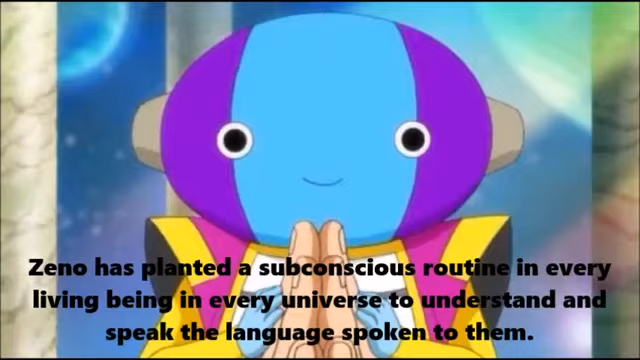 Zeno has planted a subconscious routine in every
living being in every universe to understand and
speak the language spoken to them.